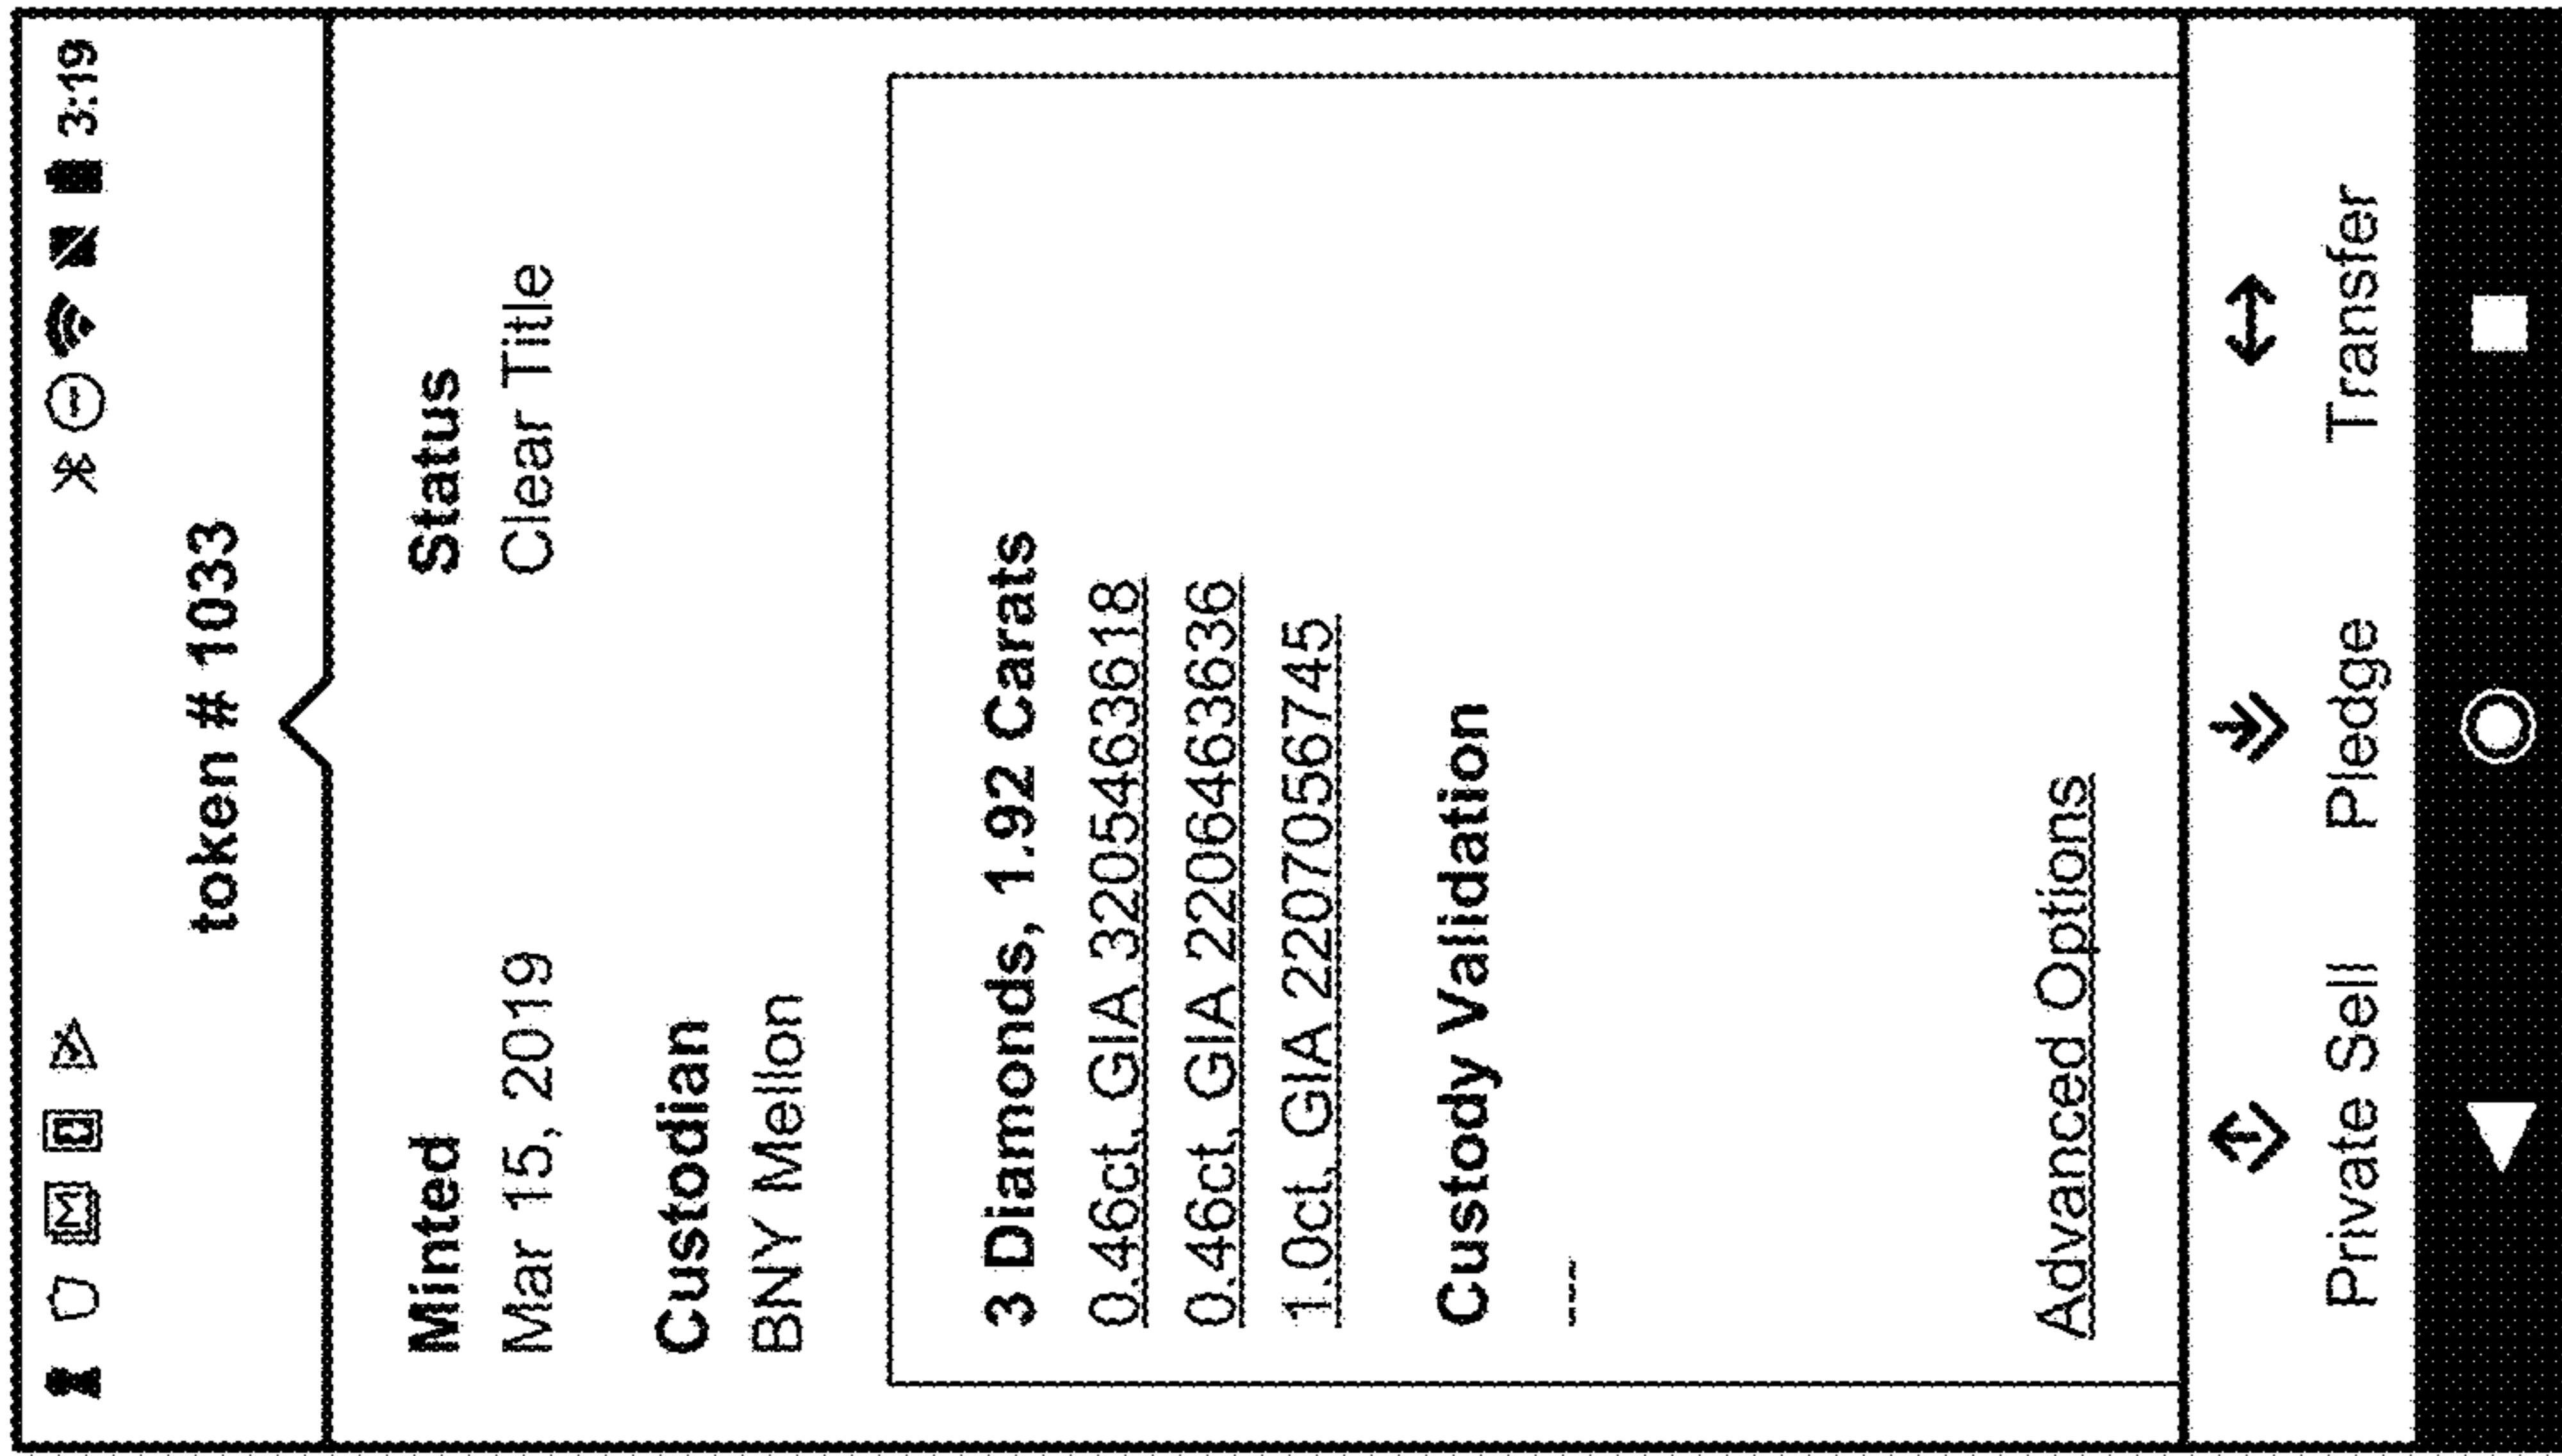 3:19
token # 1033
Minted
Mar 15, 2019
Status
Clear Title
Custodian
BNY Mellon
3 Diamonds, 1.92 Carats
0.46ct, GIA 3205463618
0.46ct, GIA 2206463636
1.0ct, GIA 2207056745
Custody Validation
---
Advanced Options
Private Sell
Pledge
Transfer